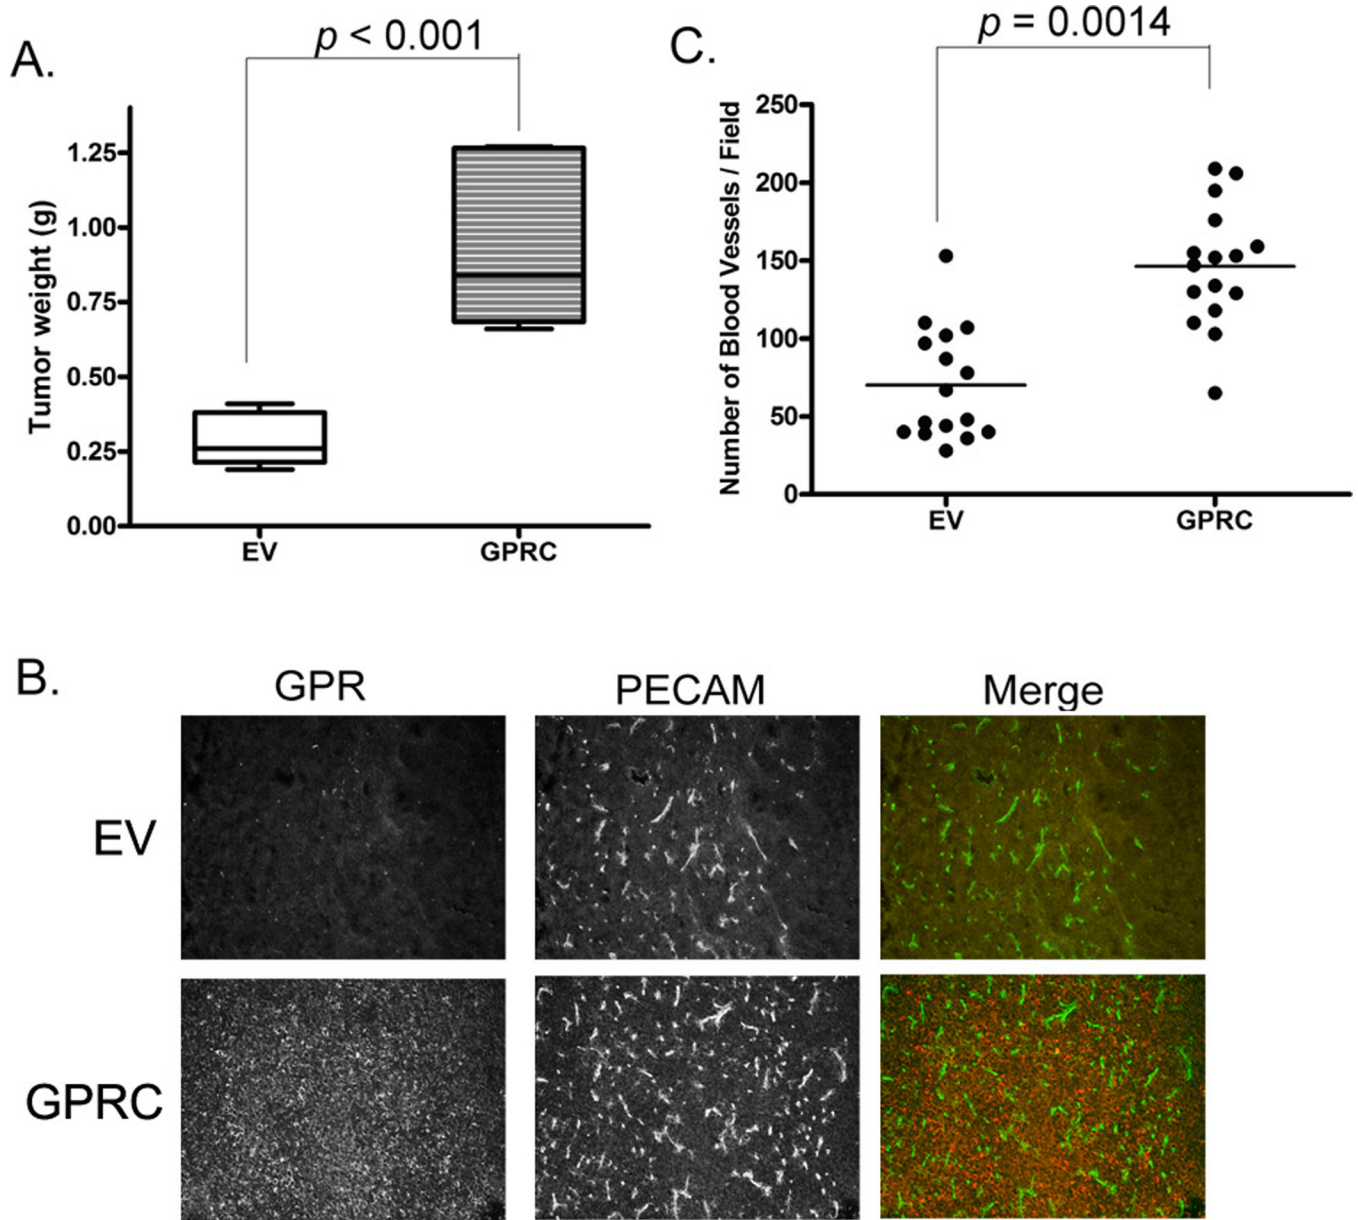 A.
p < 0.001
Tumor weight (g)
1.25
1.00
0.75
0.50
0.25
0.00
EV
GPRC
C.
p = 0.0014
Number of Blood Vessels / Field
250
200
150
100
50
0
EV
GPRC
B.
GPR
PECAM
Merge
EV
GPRC